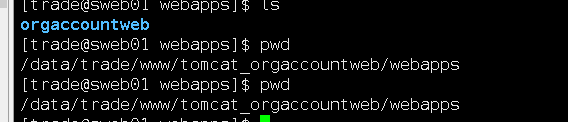 [trade@sweb01 webapps]$ ls
orgaccountweb
[trade@sweb01 webapps]$ pwd
/data/trade/www/tomcat_orgaccountweb/webapps
[trade@sweb01 webapps]$ pwd
/data/trade/www/tomcat_orgaccountweb/webapps
[trade@sweb01 webapps]$